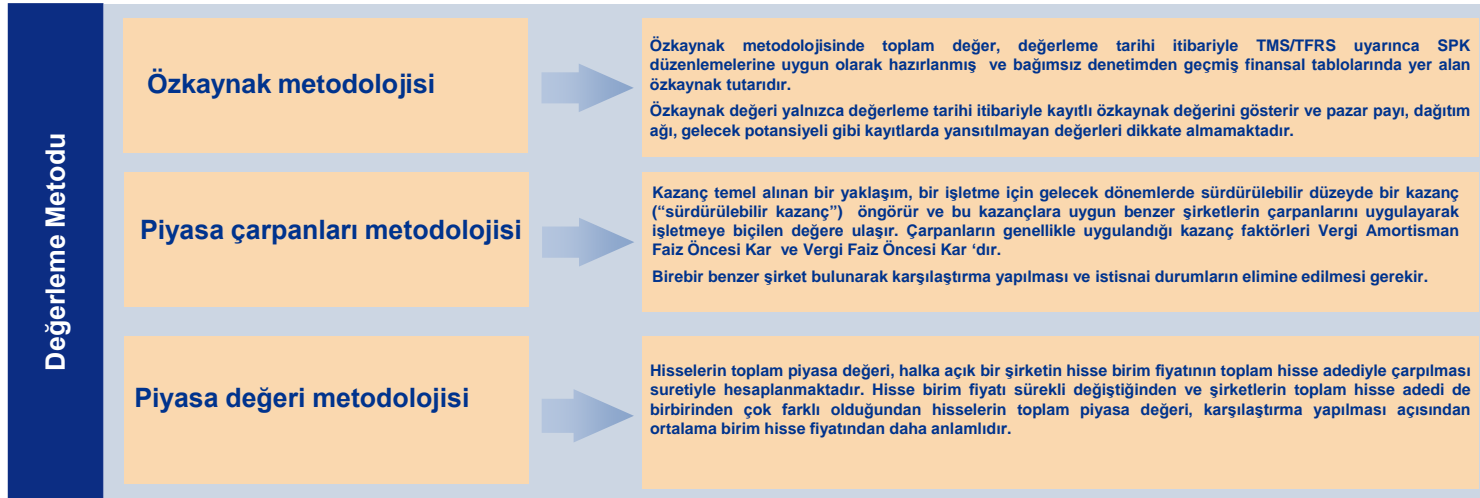 Değerleme Metodu
Özkaynak metodolojisi
Özkaynak metodolojisinde toplam değer, değerleme tarihi itibariyle TMS/TFRS uyarınca SPK
düzenlemelerine uygun olarak hazırlanmış ve bağımsız denetimden geçmiş finansal tablolarında yer alan
özkaynak tutarıdır.
Özkaynak değeri yalnızca değerleme tarihi itibariyle kayıtlı özkaynak değerini gösterir ve pazar payı, dağıtım
ağı, gelecek potansiyeli gibi kayıtlarda yansıtılmayan değerleri dikkate almamaktadır.
Piyasa çarpanları metodolojisi
Kazanç temel alınan bir yaklaşım, bir işletme için gelecek dönemlerde sürdürülebilir düzeyde bir kazanç
(“sürdürülebilir kazanç”) öngörür ve bu kazançlara uygun benzer şirketlerin çarpanlarını uygulayarak
işletmeye biçilen değere ulaşır. Çarpanların genellikle uygulandığı kazanç faktörleri Vergi Amortisman
Faiz Öncesi Kar ve Vergi Faiz Öncesi Kar ‘dır.
Birebir benzer şirket bulunarak karşılaştırma yapılması ve istisnai durumların elimine edilmesi gerekir.
Piyasa değeri metodolojisi
Hisselerin toplam piyasa değeri, halka açık bir şirketin hisse birim fiyatının toplam hisse adediyle çarpılması
suretiyle hesaplanmaktadır. Hisse birim fiyatı sürekli değiştiğinden ve şirketlerin toplam hisse adedi de
birbirinden çok farklı olduğundan hisselerin toplam piyasa değeri, karşılaştırma yapılması açısından
ortalama birim hisse fiyatından daha anlamlıdır.